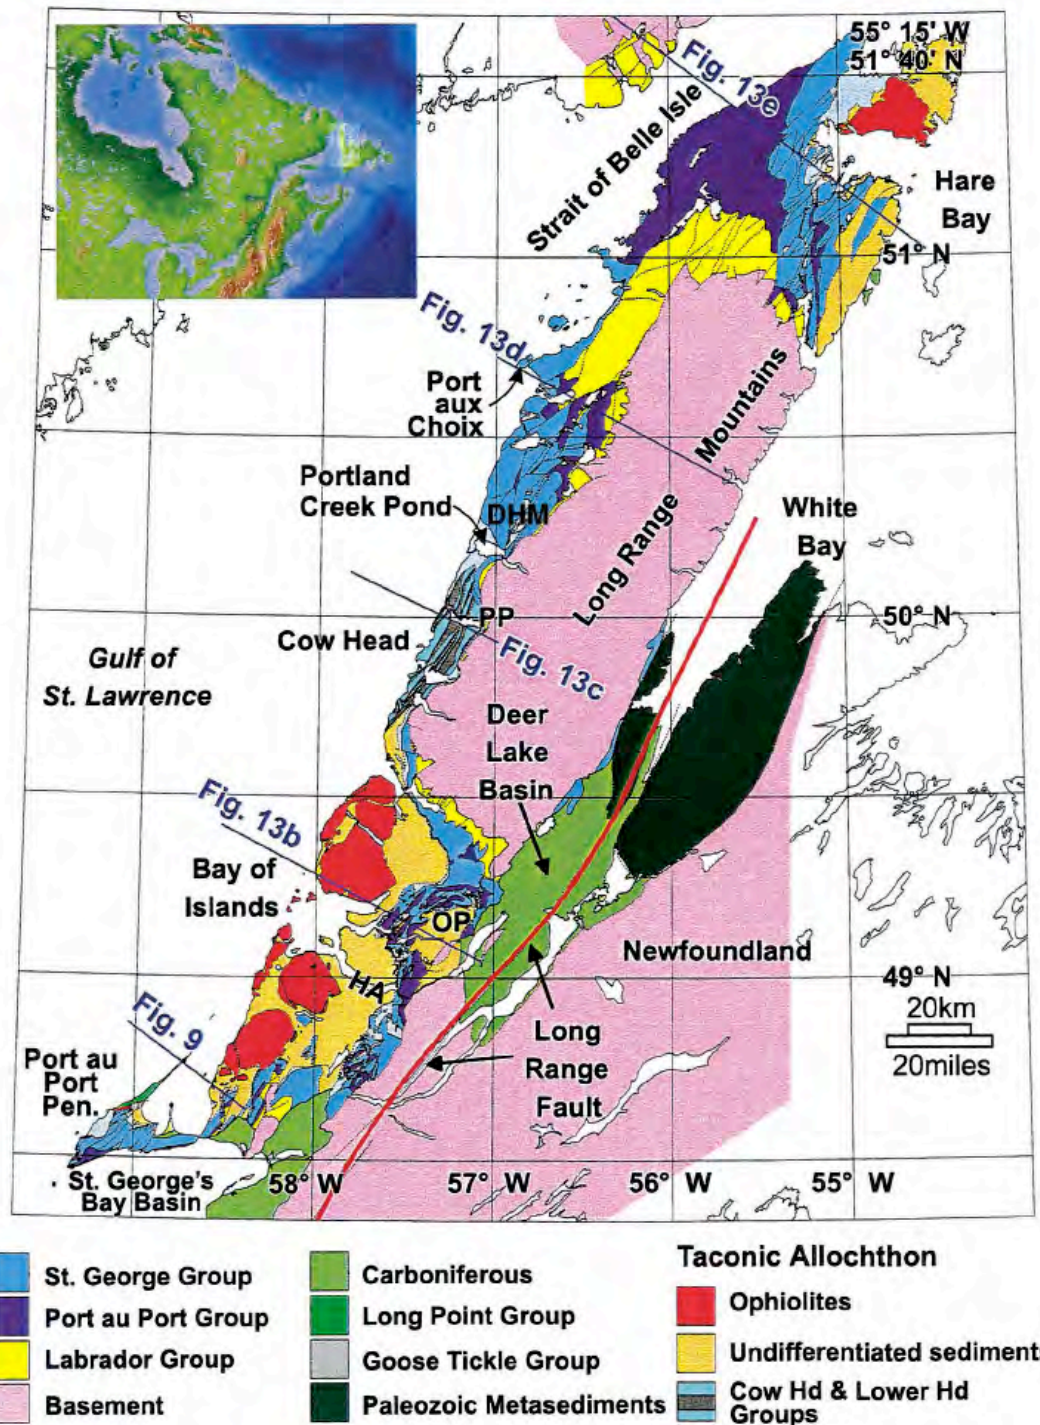 55° 15' W
51° 40' N
Fig. 13e
Strait of Belle Isle
Hare
Bay
51° N
Fig. 13d
Port
aux
Choix
Mountains
Portland
Creek Pond
DHM
White
Bay
Long Range
PP
50° N
Cow Head
Fig. 13c
Gulf of
St. Lawrence
Deer
Lake
Basin
Fig. 13b
Bay of
Islands
OP
Newfoundland
HA
49° N
Fig. 9
20km
20miles
Long
Range
Fault
Port au
Port
Pen.
St. George's
Bay Basin
58° W
57° W
56° W
55° W
St. George Group
Port au Port Group
Labrador Group
Basement
Carboniferous
Long Point Group
Goose Tickle Group
Paleozoic Metasediments
Taconic Allochthon
Ophiolites
Undifferentiated sediment
Cow Hd & Lower Hd
Groups